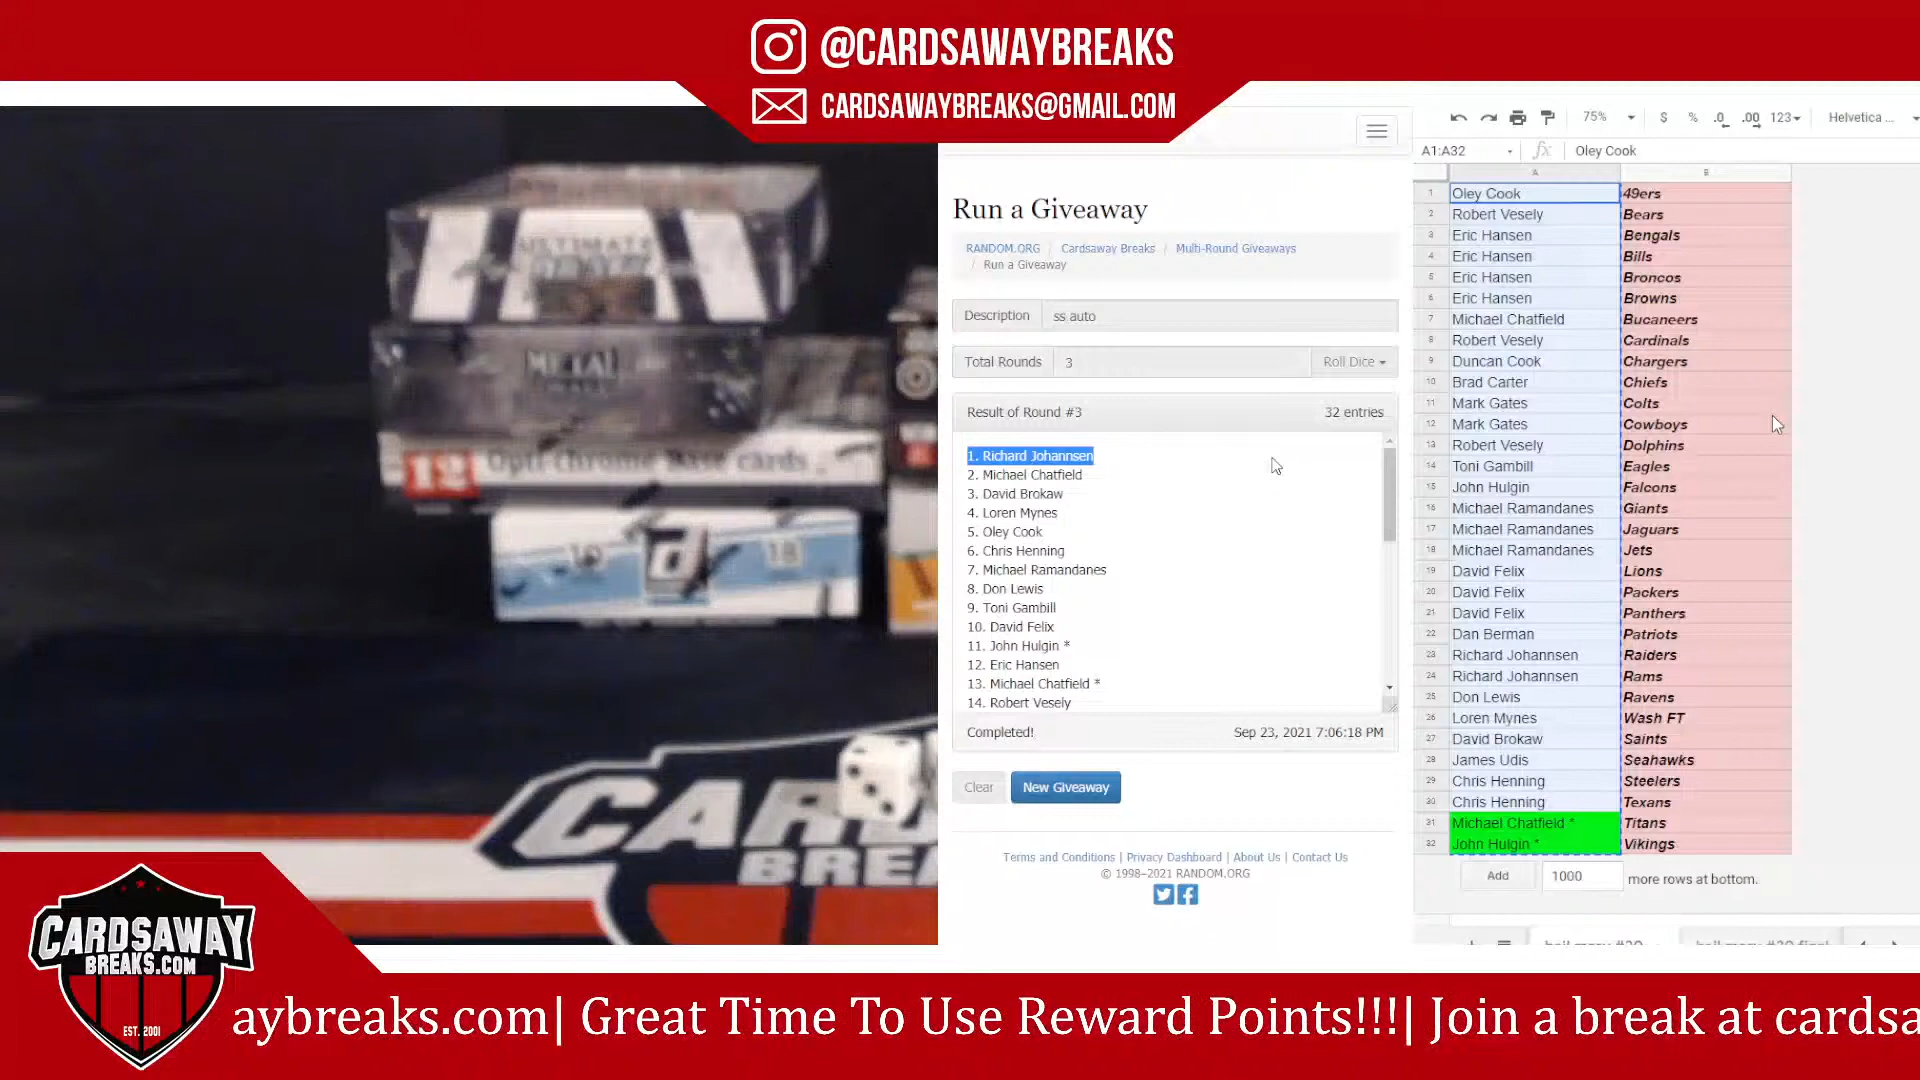 @CARDSAWAYBREAKS
CARDSAWAYBREAKS@GMAIL.COM
ULTIMATE
DRAFT
METAL
12 Opti-chrome Base cards
Run a Giveaway
RANDOM.ORG / Cardsaway Breaks / Multi-Round Giveaways
/ Run a Giveaway
Description ss auto
Total Rounds 3 Roll Dice
Result of Round #3 32 entries
1. Richard Johannsen
2. Michael Chatfield
3. David Brokaw
4. Loren Mynes
5. Oley Cook
6. Chris Henning
7. Michael Ramandanes
8. Don Lewis
9. Toni Gambill
10. David Felix
11. John Hulgin *
12. Eric Hansen
13. Michael Chatfield *
14. Robert Vesely
Completed! Sep 23, 2021 7:06:18 PM
Clear New Giveaway
Terms and Conditions | Privacy Dashboard | About Us | Contact Us
© 1998–2021 RANDOM.ORG
75% $ % .0 .00 123 Helvetica ...
A1:A32 fx Oley Cook
A B
1 Oley Cook 49ers
2 Robert Vesely Bears
3 Eric Hansen Bengals
4 Eric Hansen Bills
5 Eric Hansen Broncos
6 Eric Hansen Browns
7 Michael Chatfield Bucaneers
8 Robert Vesely Cardinals
9 Duncan Cook Chargers
10 Brad Carter Chiefs
11 Mark Gates Colts
12 Mark Gates Cowboys
13 Robert Vesely Dolphins
14 Toni Gambill Eagles
15 John Hulgin Falcons
16 Michael Ramandanes Giants
17 Michael Ramandanes Jaguars
18 Michael Ramandanes Jets
19 David Felix Lions
20 David Felix Packers
21 David Felix Panthers
22 Dan Berman Patriots
23 Richard Johannsen Raiders
24 Richard Johannsen Rams
25 Don Lewis Ravens
26 Loren Mynes Wash FT
27 David Brokaw Saints
28 James Udis Seahawks
29 Chris Henning Steelers
30 Chris Henning Texans
31 Michael Chatfield * Titans
32 John Hulgin * Vikings
Add 1000 more rows at bottom.
CARDSAWAY
BREAKS.COM
EST. 2001
aybreaks.com| Great Time To Use Reward Points!!!| Join a break at cardsa